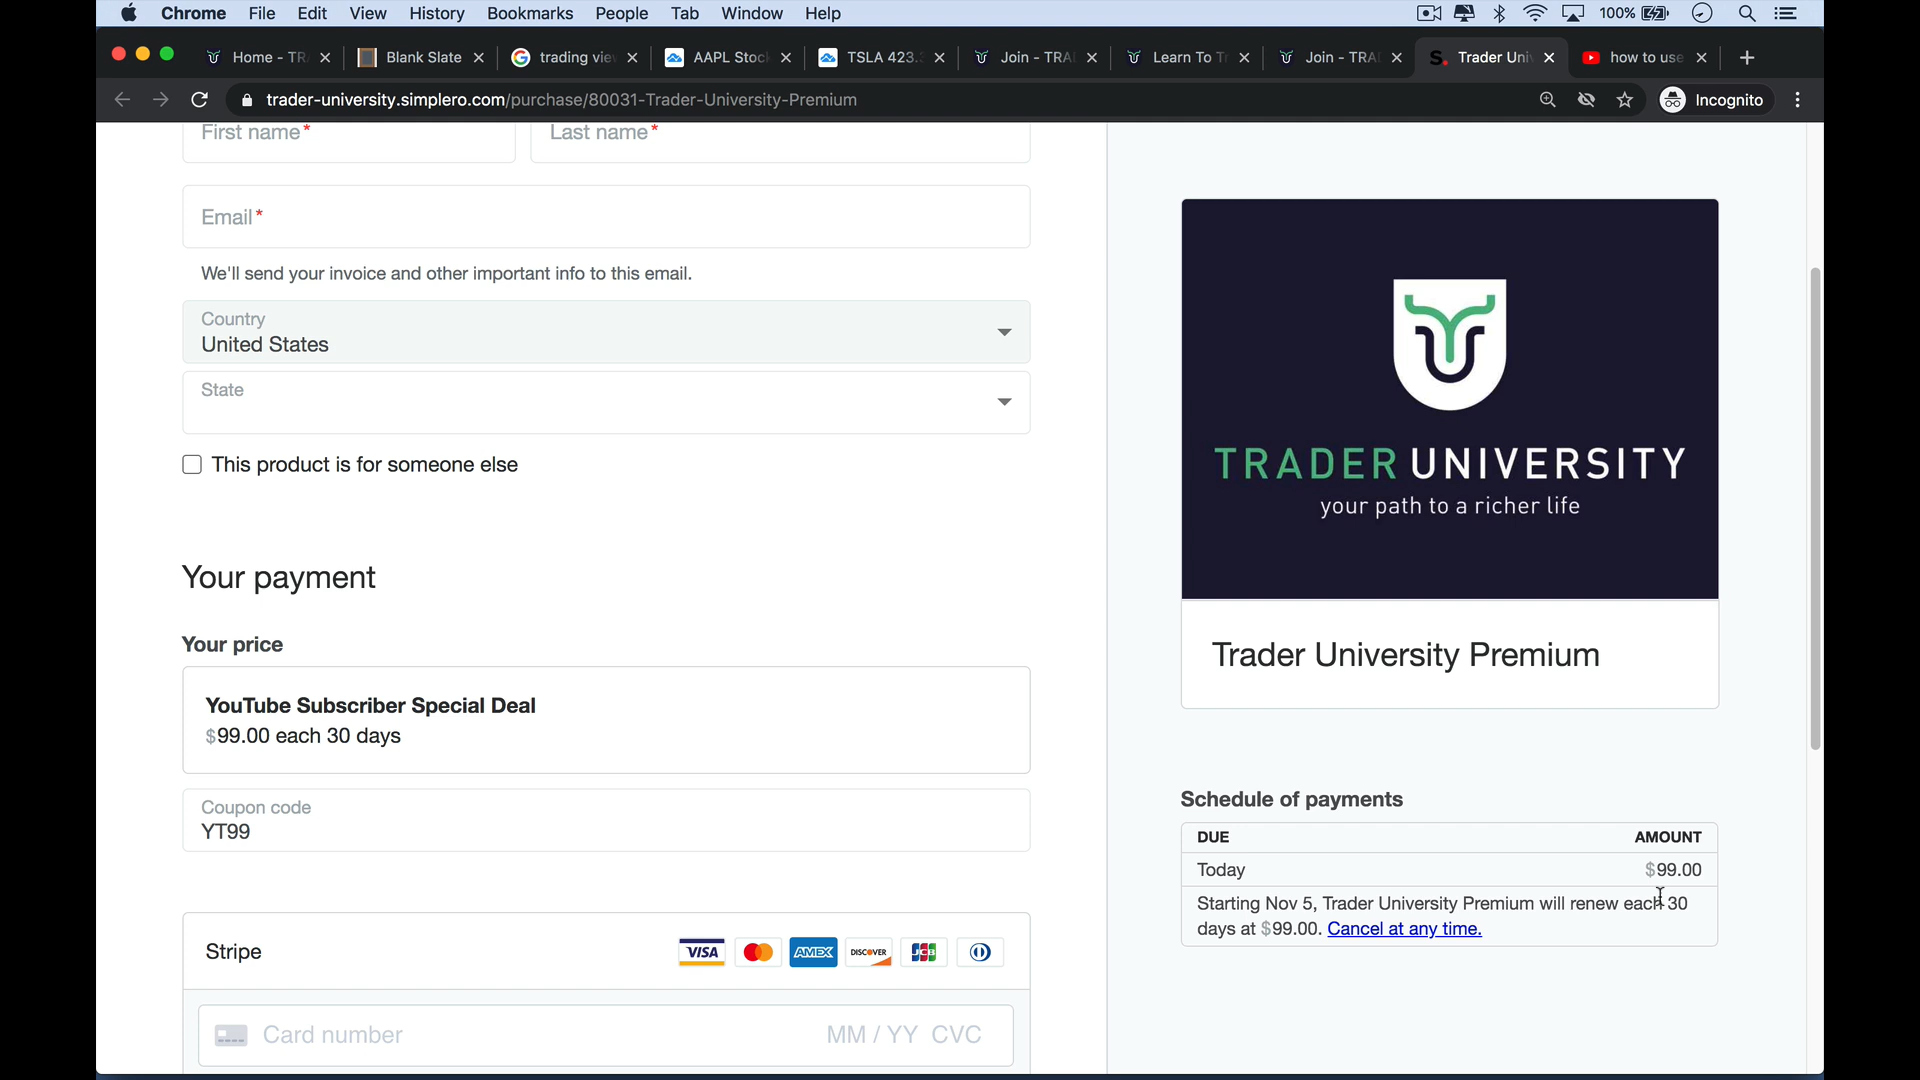 Chrome File Edit View History Bookmarks People Tab Window Help 100%
Home - TR Blank Slate trading vie AAPL Stoc TSLA 423. Join - TRA Learn To T Join - TRA Trader Uni how to use
trader-university.simplero.com/purchase/80031-Trader-University-Premium Incognito
First name* Last name*
Email*
We'll send your invoice and other important info to this email.
Country
United States
State
This product is for someone else
Your payment
Your price
YouTube Subscriber Special Deal
$99.00 each 30 days
Coupon code
YT99
Stripe VISA AMEX DISCOVER JCB
Card number MM / YY CVC
TRADER UNIVERSITY
your path to a richer life
Trader University Premium
Schedule of payments
DUE AMOUNT
Today $99.00
Starting Nov 5, Trader University Premium will renew each 30
days at $99.00. Cancel at any time.